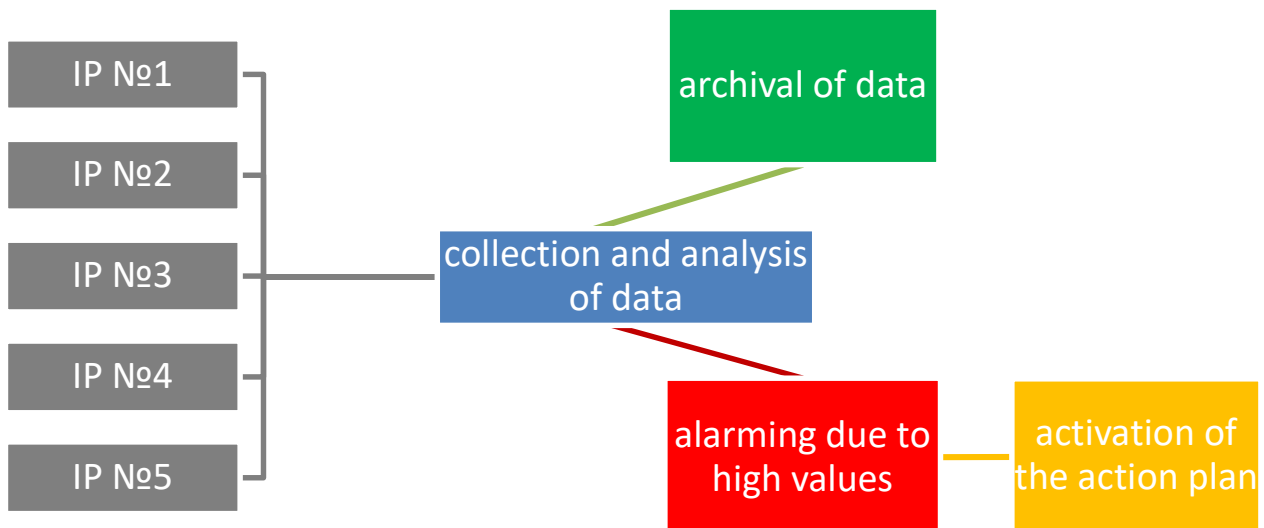 IP №1
IP №2
IP №3
IP №4
IP №5
collection and analysis
of data
archival of data
alarming due to
high values
activation of
the action plan